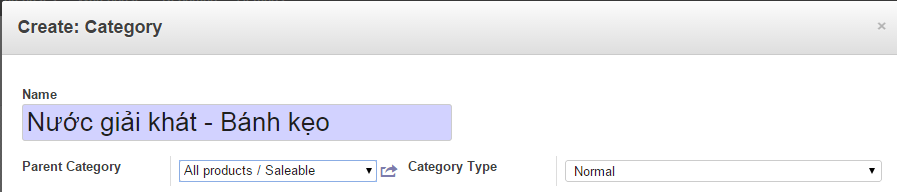 Create: Category ×
Name
Nước giải khát - Bánh kẹo
Parent Category All products / Saleable Category Type Normal